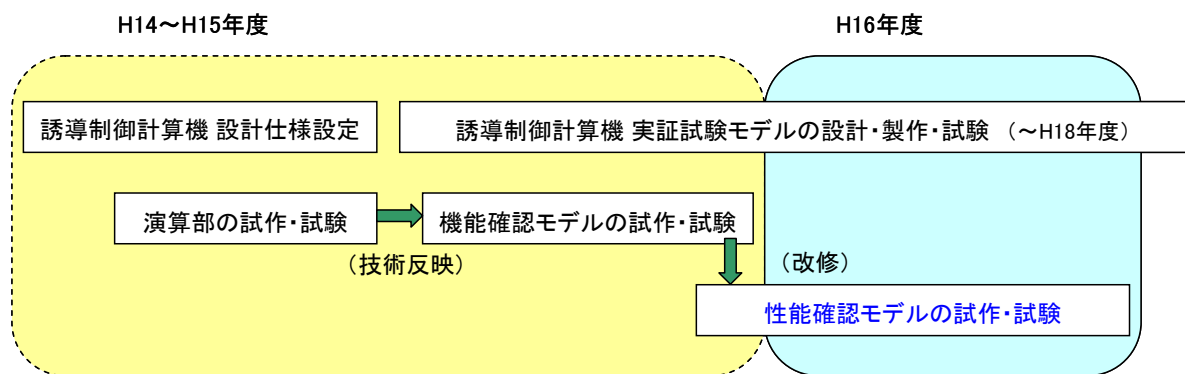 H14～H15年度
H16年度
誘導制御計算機 設計仕様設定
誘導制御計算機 実証試験モデルの設計・製作・試験 （～H18年度）
演算部の試作・試験
機能確認モデルの試作・試験
（技術反映）
（改修）
性能確認モデルの試作・試験